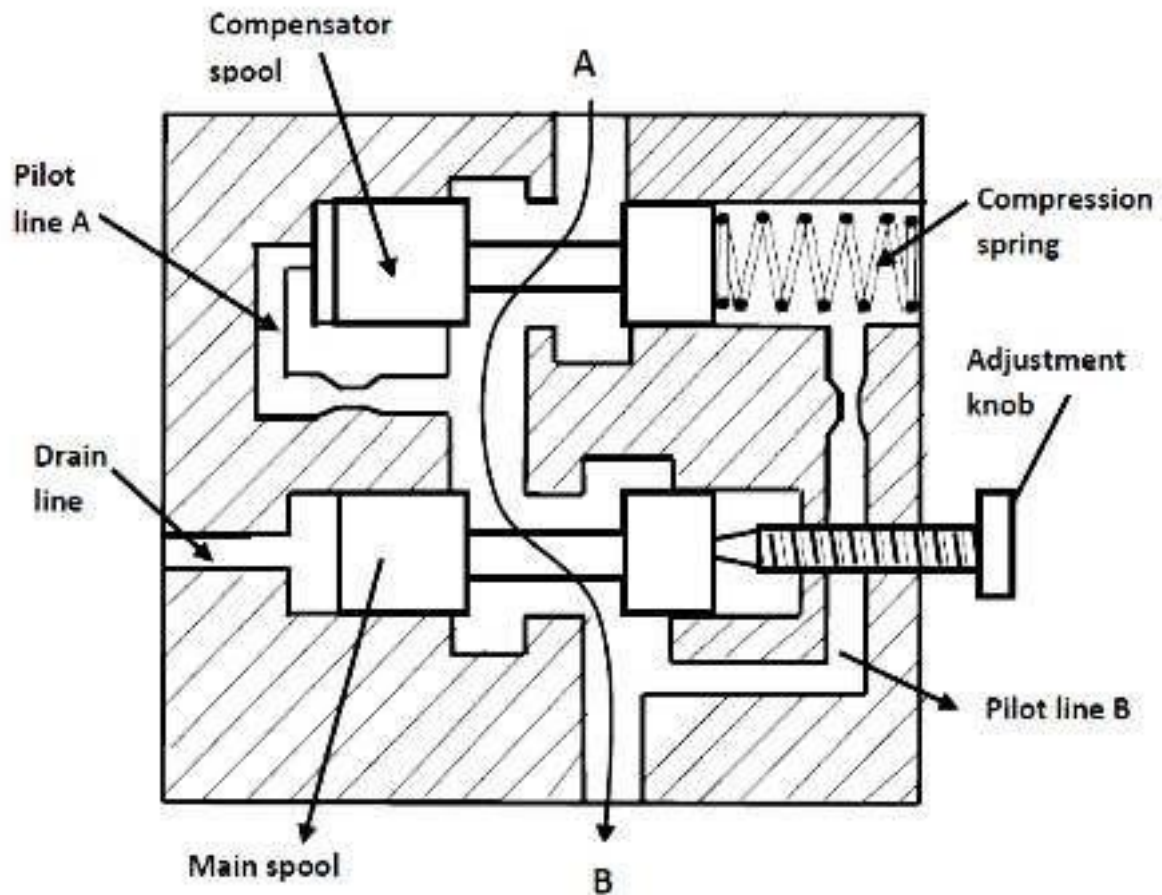 Compensator
spool
A
Pilot
line A
Compression
spring
Adjustment
knob
Drain
line
Pilot line B
Main spool
B